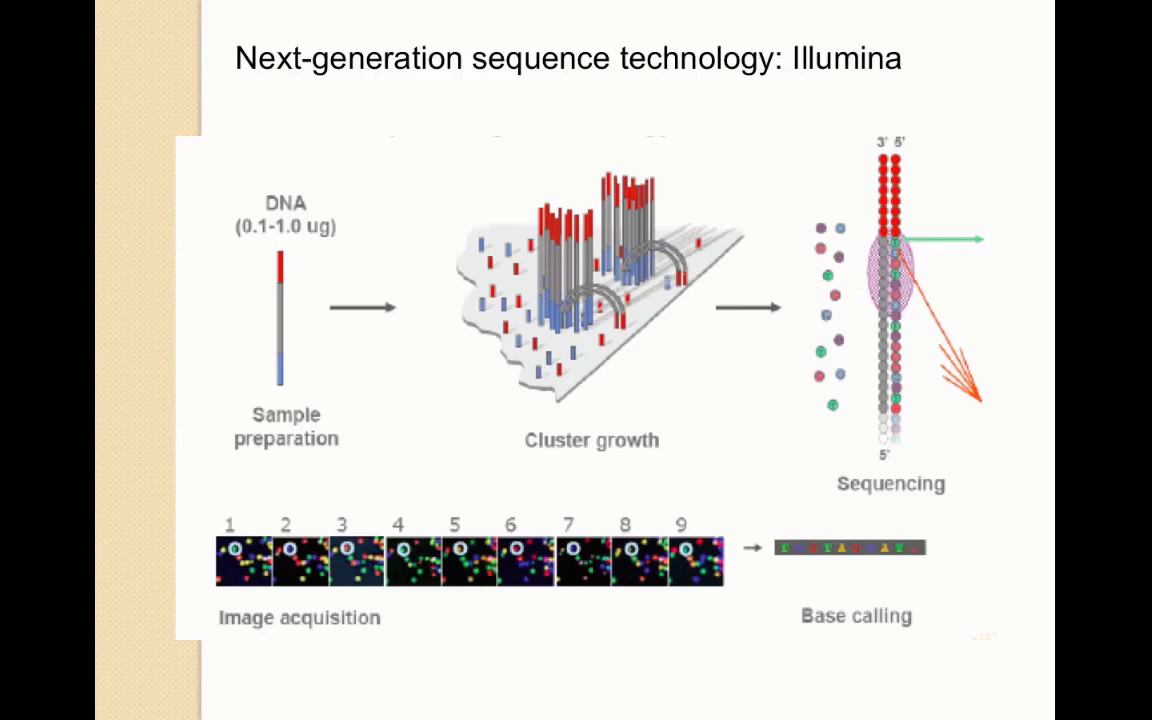 Next-generation sequence technology: Illumina
3' 5'
DNA
(0.1-1.0 ug)
Sample
preparation
Cluster growth
5'
Sequencing
1 2 3 4 5 6 7 8 9
Image acquisition
Base calling